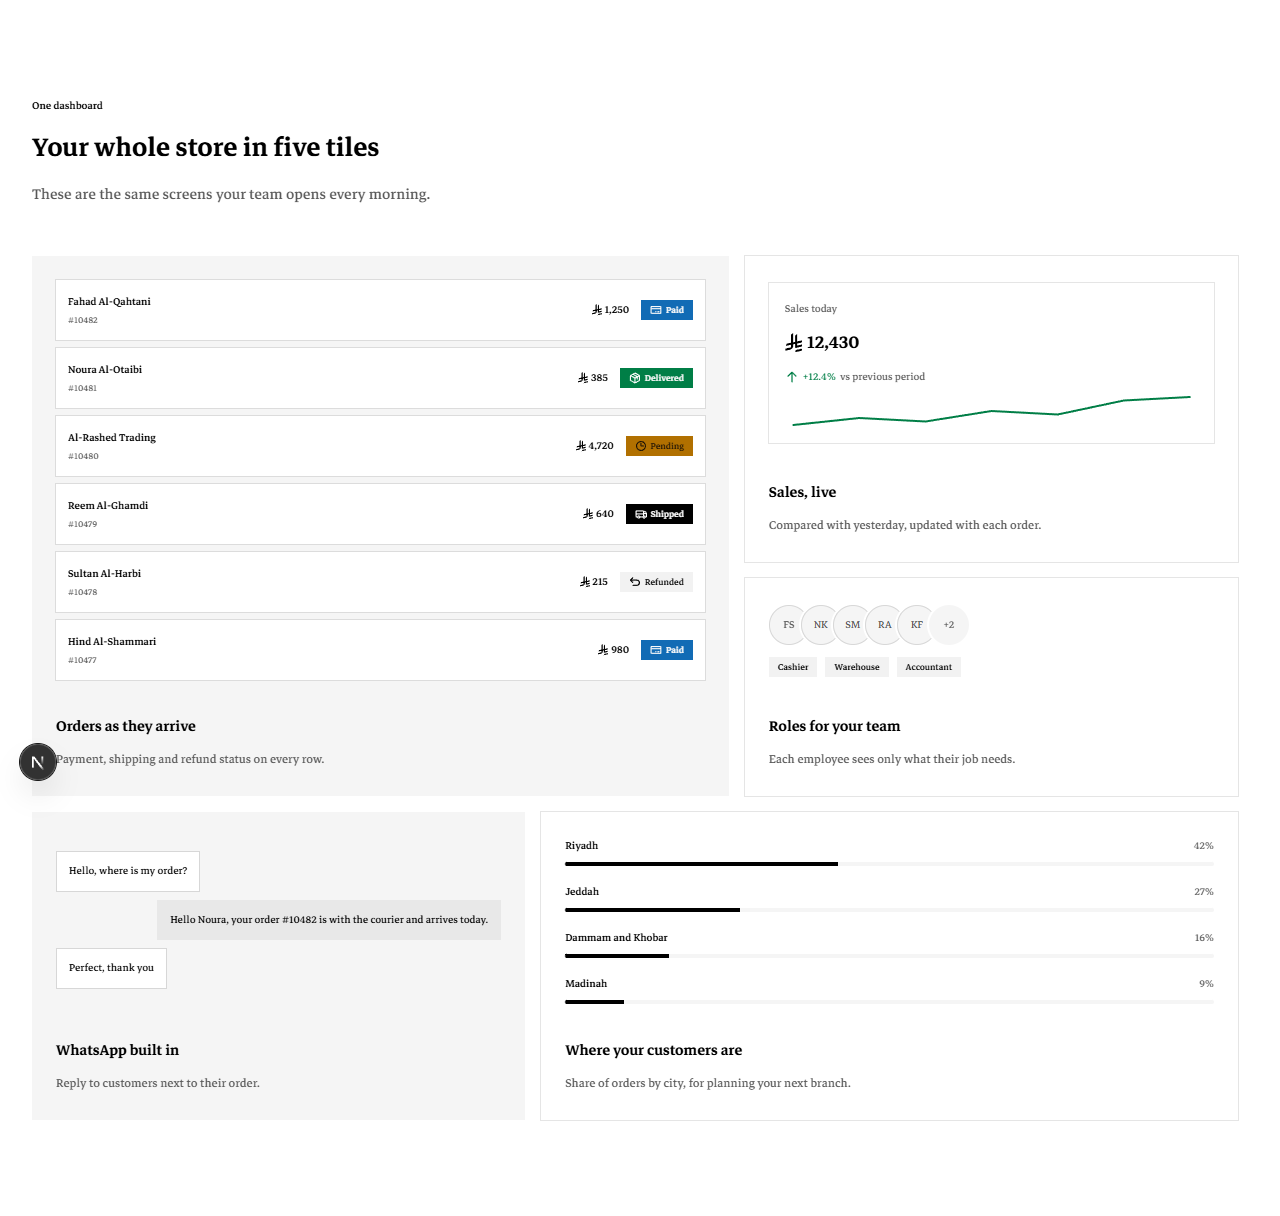 One dashboard
Your whole store in five tiles
These are the same screens your team opens every morning.
Fahad Al-Qahtani
#10482
1,250
Paid
Noura Al-Otaibi
#10481
385
Delivered
Al-Rashed Trading
#10480
4,720
Pending
Reem Al-Ghamdi
#10479
640
Shipped
Sultan Al-Harbi
#10478
215
Refunded
Hind Al-Shammari
#10477
980
Paid
Orders as they arrive
Payment, shipping and refund status on every row.
Sales today
12,430
+12.4% vs previous period
Sales, live
Compared with yesterday, updated with each order.
FS NK SM RA KF +2
Cashier Warehouse Accountant
Roles for your team
Each employee sees only what their job needs.
N
Hello, where is my order?
Hello Noura, your order #10482 is with the courier and arrives today.
Perfect, thank you
WhatsApp built in
Reply to customers next to their order.
Riyadh 42%
Jeddah 27%
Dammam and Khobar 16%
Madinah 9%
Where your customers are
Share of orders by city, for planning your next branch.